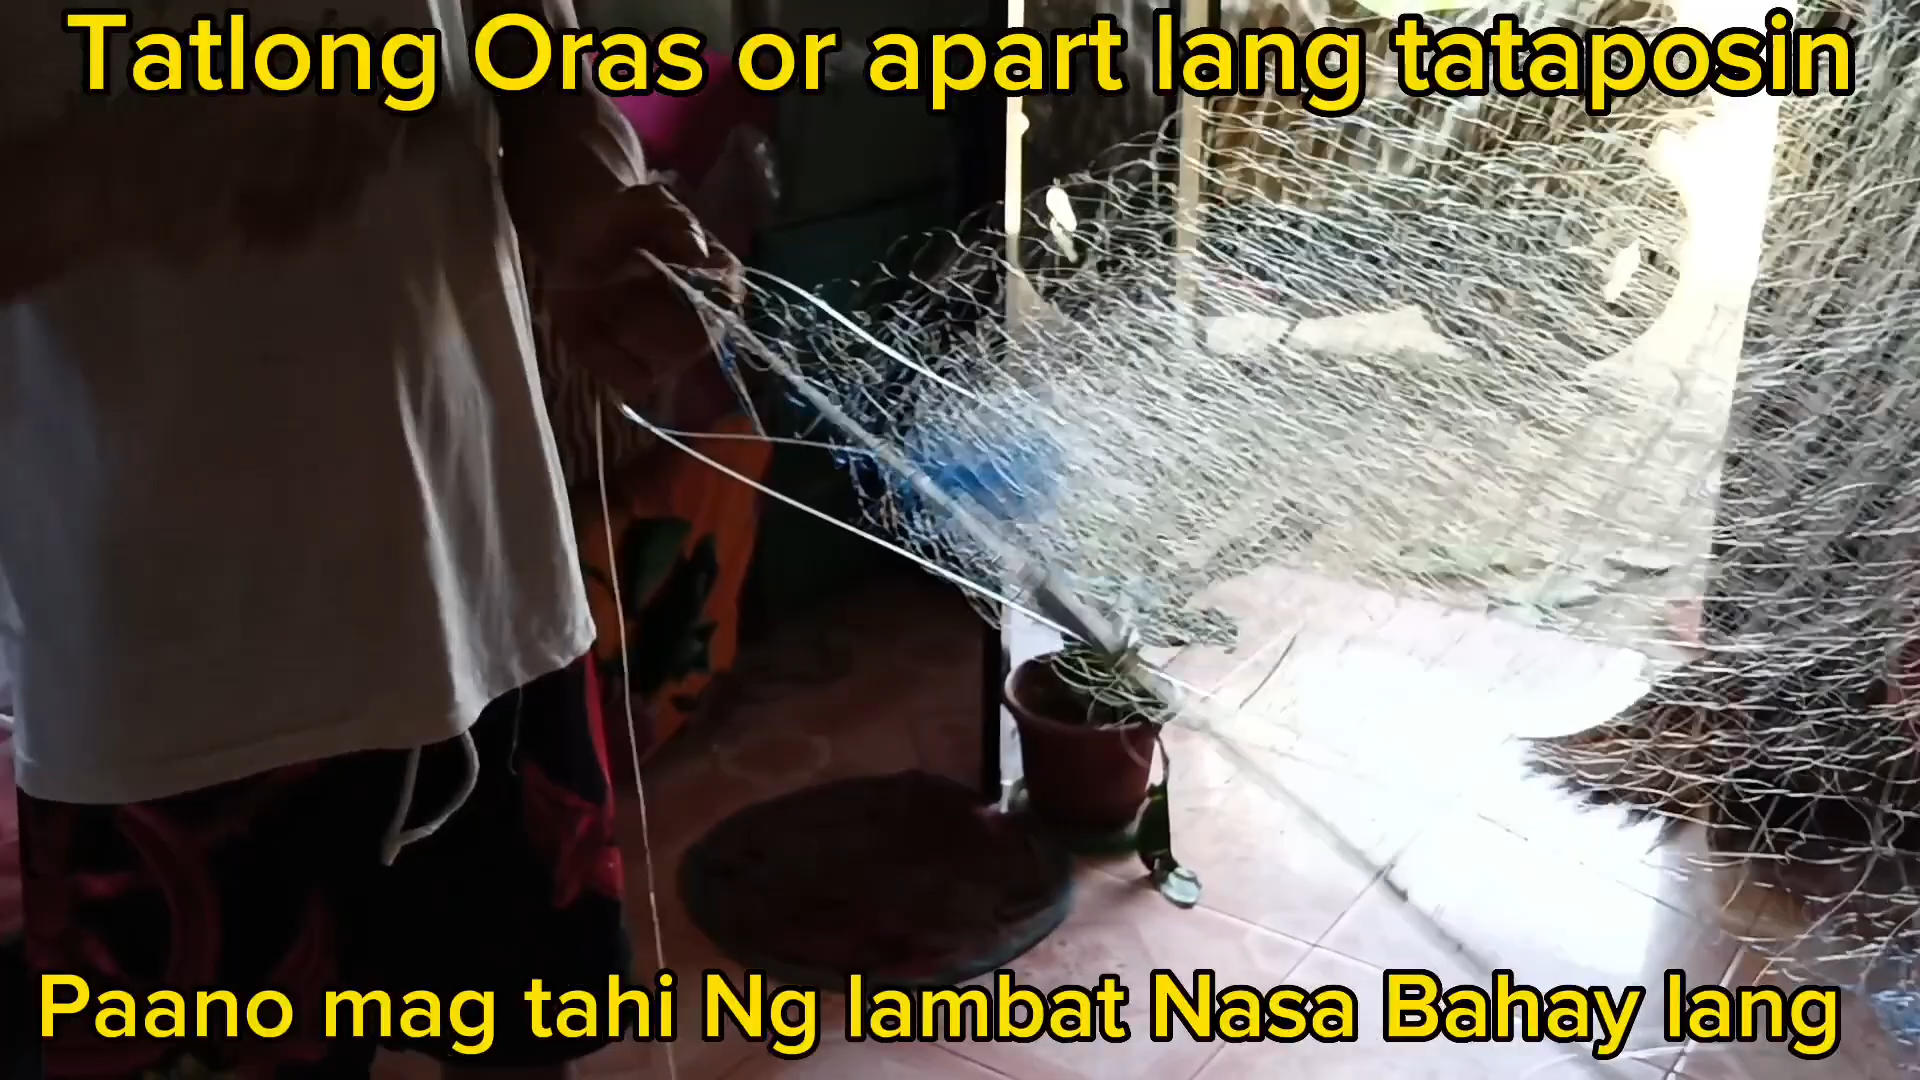 Tatlong Oras or apart lang tataposin
Paano mag tahi Ng lambat Nasa Bahay lang